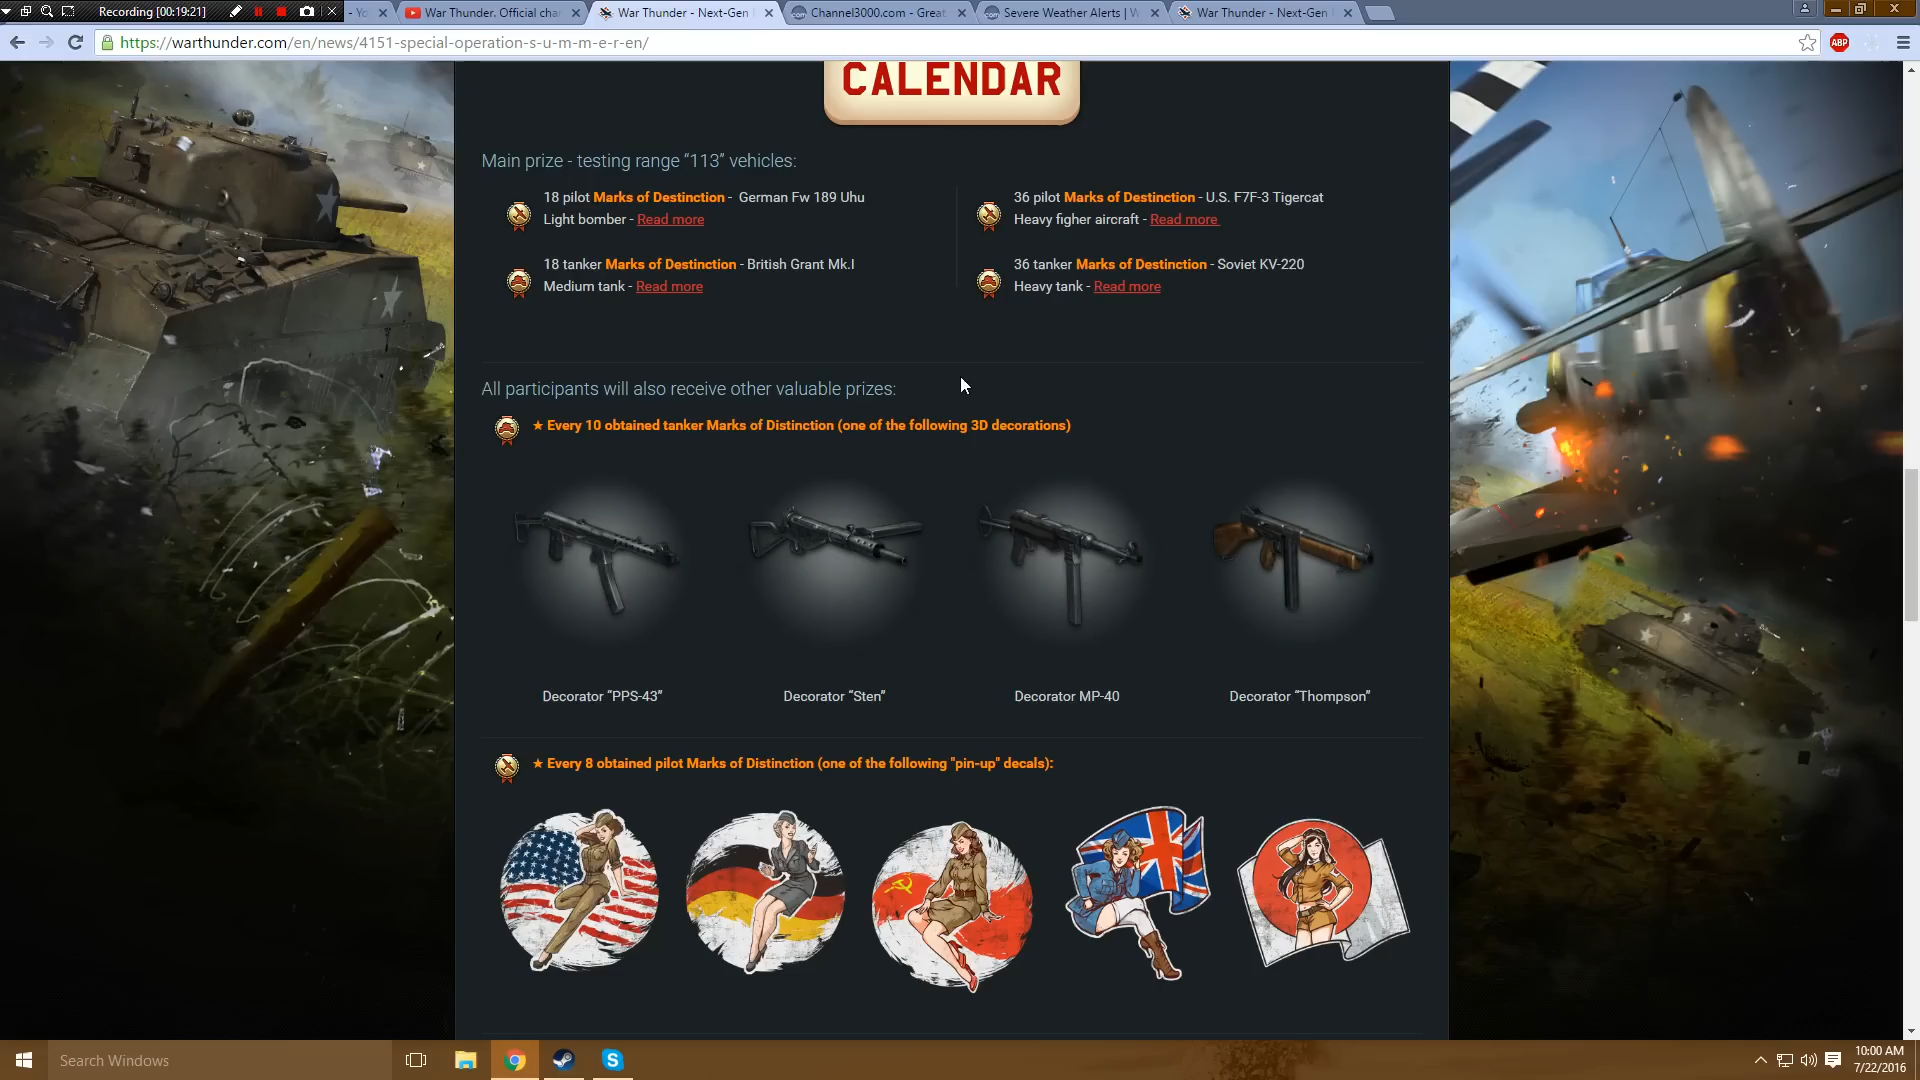 Recording [00:19:21]
- Yo
War Thunder. Official cha
War Thunder - Next-Gen
Channel3000.com - Great
Severe Weather Alerts | W
War Thunder - Next-Gen
https://warthunder.com/en/news/4151-special-operation-s-u-m-m-e-r-en/
ABP
CALENDAR
Main prize - testing range “113” vehicles:
18 pilot Marks of Destinction - German Fw 189 Uhu
Light bomber - Read more
36 pilot Marks of Destinction - U.S. F7F-3 Tigercat
Heavy figher aircraft - Read more
18 tanker Marks of Destinction - British Grant Mk.I
Medium tank - Read more
36 tanker Marks of Destinction - Soviet KV-220
Heavy tank - Read more
All participants will also receive other valuable prizes:
★ Every 10 obtained tanker Marks of Distinction (one of the following 3D decorations)
Decorator “PPS-43”
Decorator “Sten”
Decorator MP-40
Decorator “Thompson”
★ Every 8 obtained pilot Marks of Distinction (one of the following "pin-up" decals):
Search Windows
10:00 AM
7/22/2016